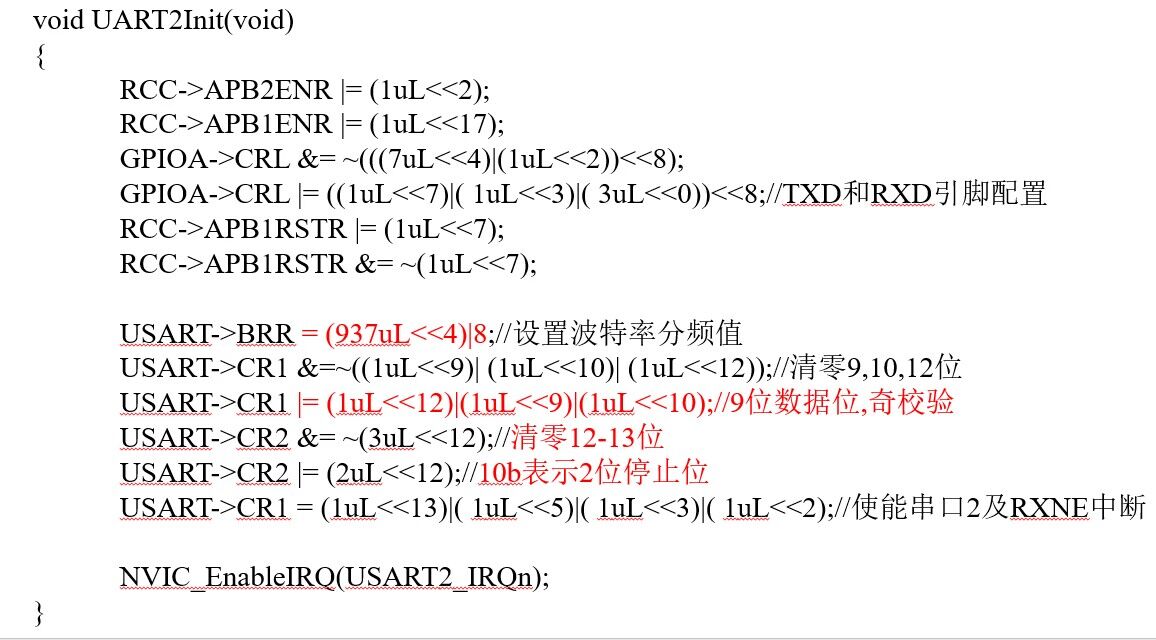 void UART2Init(void)
{
RCC->APB2ENR |= (1uL<<2);
RCC->APB1ENR |= (1uL<<17);
GPIOA->CRL &= ~(((7uL<<4)|(1uL<<2))<<8);
GPIOA->CRL |= ((1uL<<7)|( 1uL<<3)|( 3uL<<0))<<8;//TXD和RXD引脚配置
RCC->APB1RSTR |= (1uL<<7);
RCC->APB1RSTR &= ~(1uL<<7);
USART->BRR = (937uL<<4)|8;//设置波特率分频值
USART->CR1 &=~((1uL<<9)| (1uL<<10)| (1uL<<12));//清零9,10,12位
USART->CR1 |= (1uL<<12)|(1uL<<9)|(1uL<<10);//9位数据位,奇校验
USART->CR2 &= ~(3uL<<12);//清零12-13位
USART->CR2 |= (2uL<<12);//10b表示2位停止位
USART->CR1 = (1uL<<13)|( 1uL<<5)|( 1uL<<3)|( 1uL<<2);//使能串口2及RXNE中断
NVIC_EnableIRQ(USART2_IRQn);
}